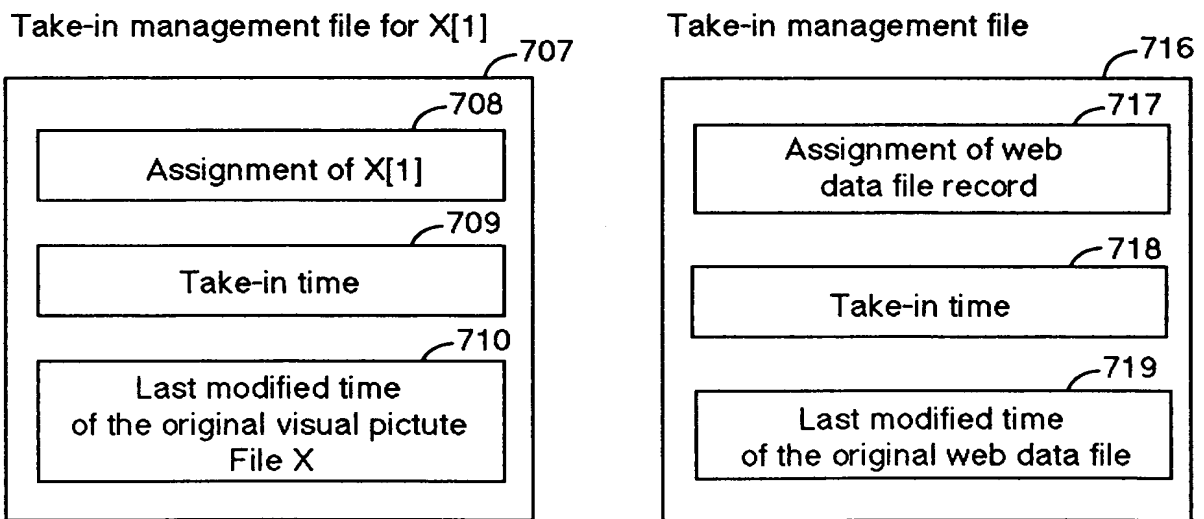 Take-in management file for X[1]
707
708
Assignment of X[1]
709
Take-in time
710
Last modified time
of the original visual pictute
File X
Take-in management file
716
717
Assignment of web
data file record
718
Take-in time
719
Last modified time
of the original web data file